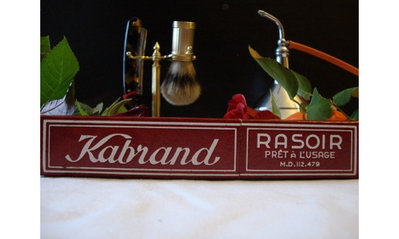 Kabrand
RASOIR
PRÊT À L'USAGE
M.D.112.479